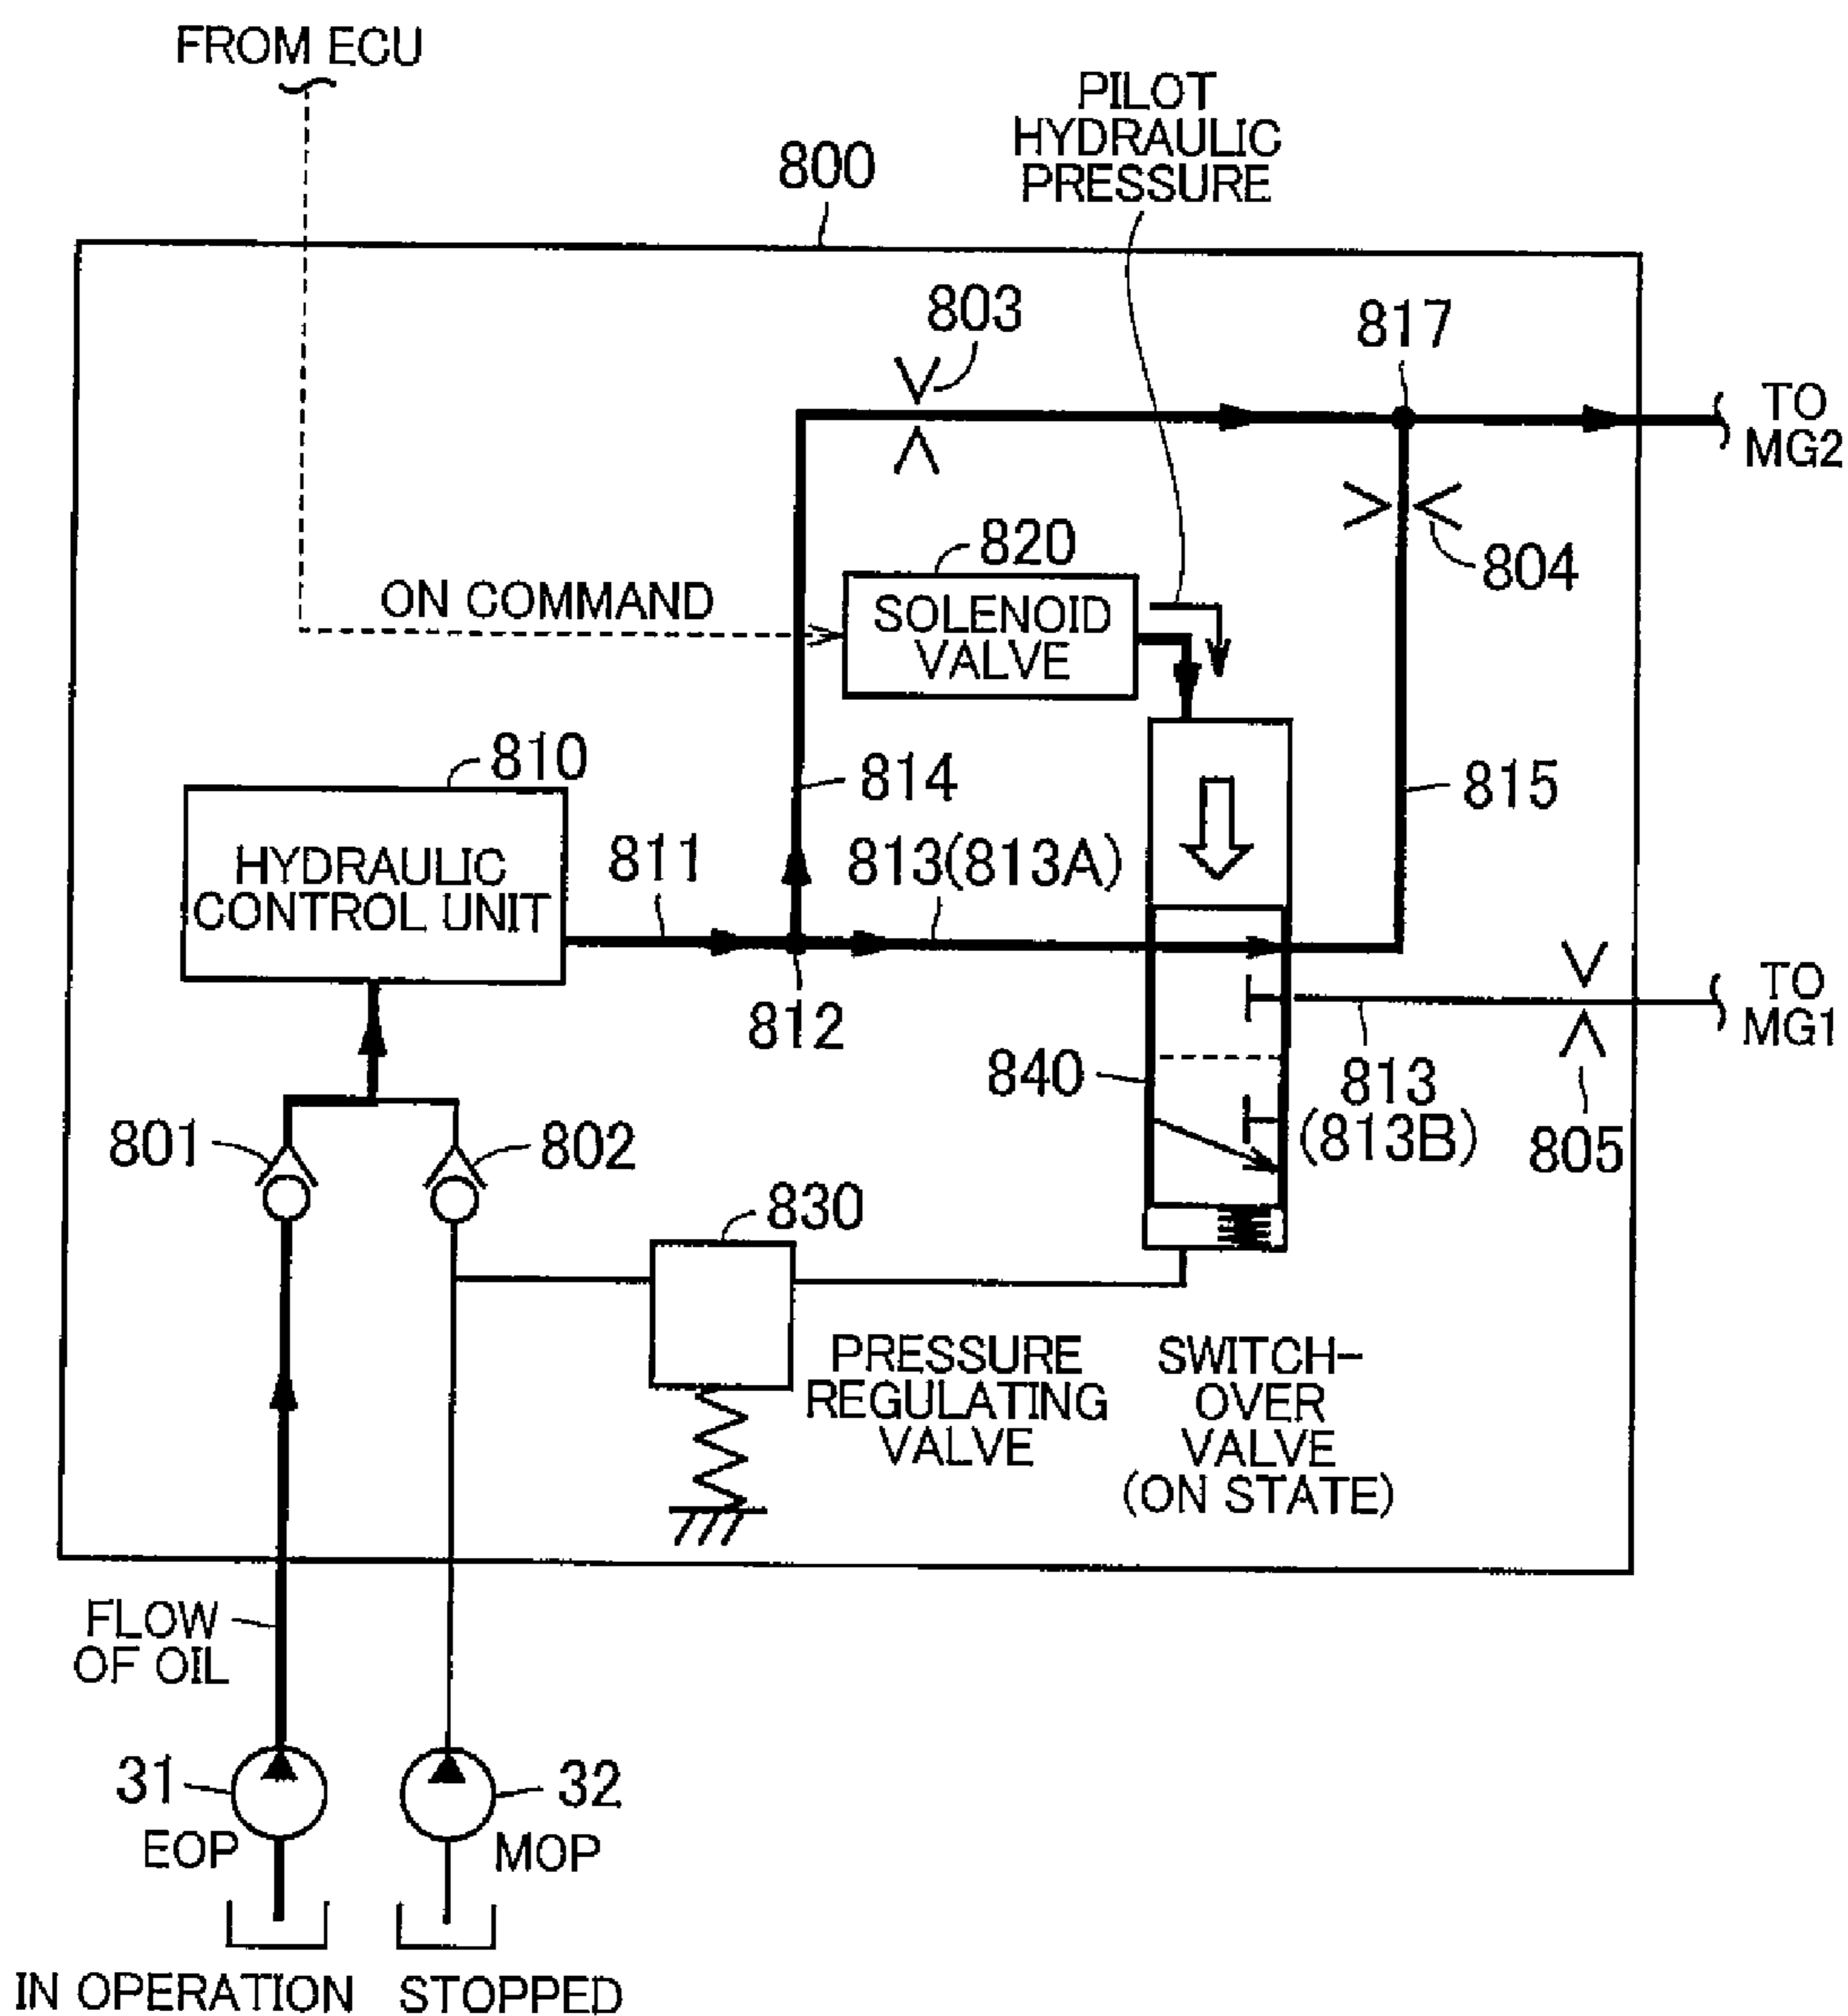 FROM ECU
PILOT
HYDRAULIC
PRESSURE
800
803
817
TO
MG2
820
804
ON COMMAND
SOLENOID
VALVE
810
814
815
HYDRAULIC
CONTROL UNIT
811
813(813A)
812
TO
MG1
840
813
(813B)
805
801
802
830
PRESSURE
REGULATING
VALVE
SWITCH-
OVER
VALVE
(ON STATE)
FLOW
OF OIL
31
EOP
32
MOP
IN OPERATION
STOPPED